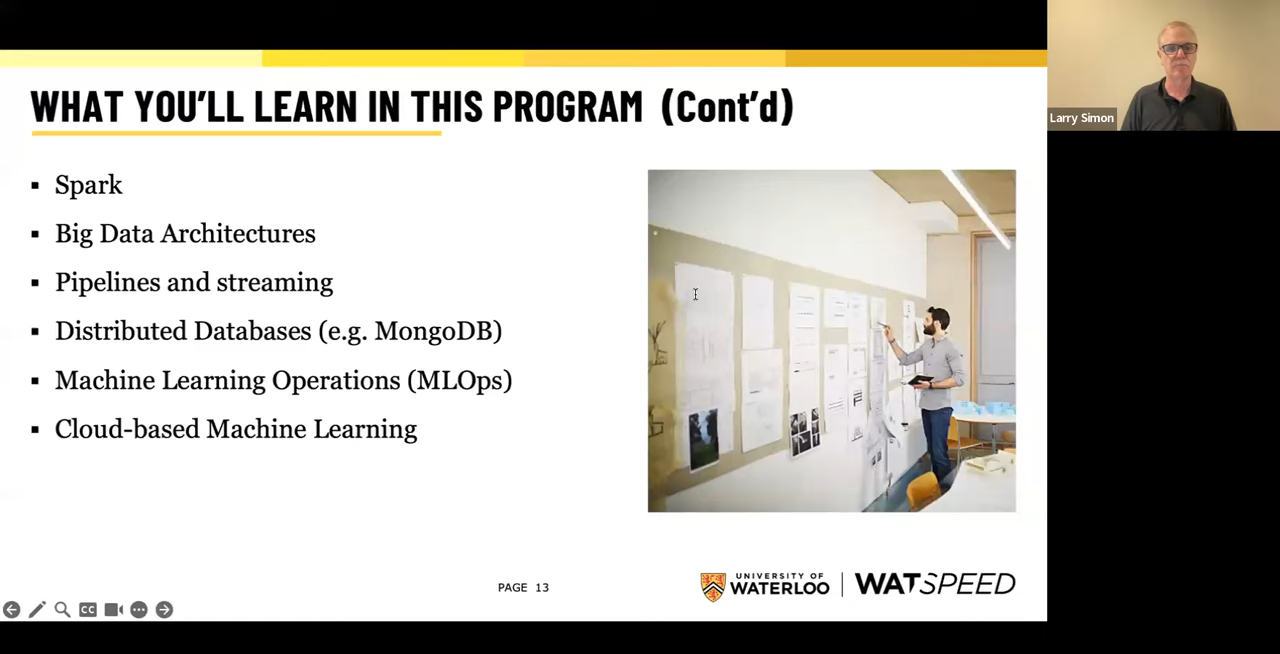 WHAT YOU'LL LEARN IN THIS PROGRAM (Cont'd)
▪ Spark
▪ Big Data Architectures
▪ Pipelines and streaming
▪ Distributed Databases (e.g. MongoDB)
▪ Machine Learning Operations (MLOps)
▪ Cloud-based Machine Learning
PAGE 13
UNIVERSITY OF
WATERLOO
WATSPEED
CC
Larry Simon